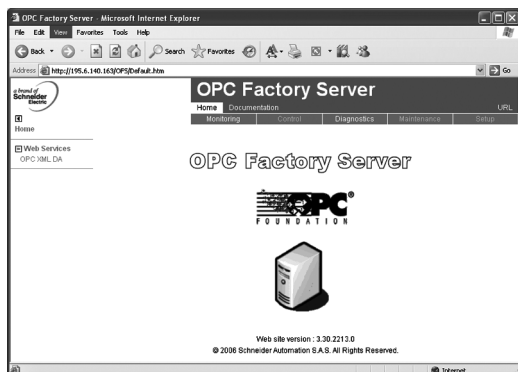 OPC Factory Server - Microsoft Internet Explorer
File Edit View Favorites Tools Help
Back Search Favorites
Address http://195.6.140.163/OFS/Default.htm Go
a brand of
Schneider
Electric
OPC Factory Server
Home Documentation URL
Monitoring Control Diagnostics Maintenance Setup
Home
Web Services
OPC XML DA
OPC Factory Server
OPC®
FOUNDATION
Web site version : 3.30.2213.0
© 2006 Schneider Automation S.A.S. All Rights Reserved.
Internet